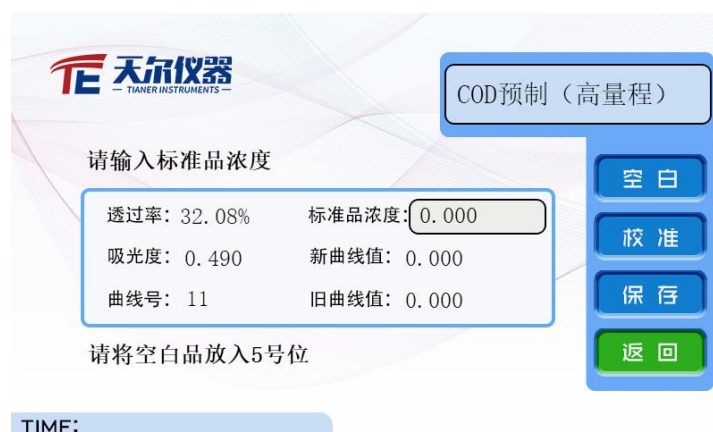 TE 天尔仪器
— TIANER INSTRUMENTS —
COD预制（高量程）
请输入标准品浓度
透过率：32.08% 标准品浓度：0.000
吸光度：0.490 新曲线值：0.000
曲线号：11 旧曲线值：0.000
请将空白品放入5号位
空白
校准
保存
返回
TIME: